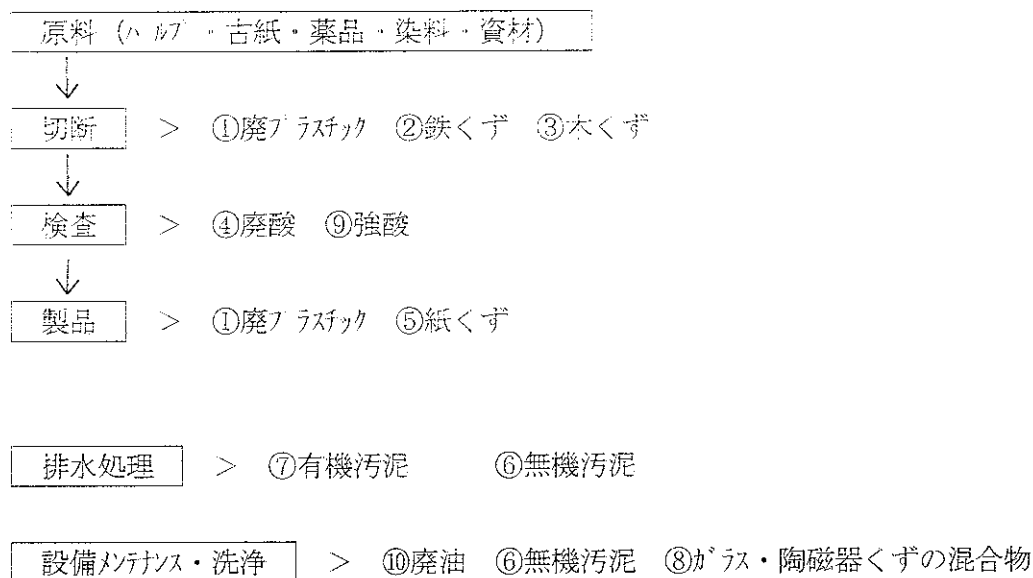 原料（パルプ・古紙・薬品・染料・資材）
↓
切断 ＞ ①廃プラスチック ②鉄くず ③木くず
↓
検査 ＞ ④廃酸 ⑨強酸
↓
製品 ＞ ①廃プラスチック ⑤紙くず
排水処理 ＞ ⑦有機汚泥 ⑥無機汚泥
設備メンテナンス・洗浄 ＞ ⑩廃油 ⑥無機汚泥 ⑧ガラス・陶磁器くずの混合物